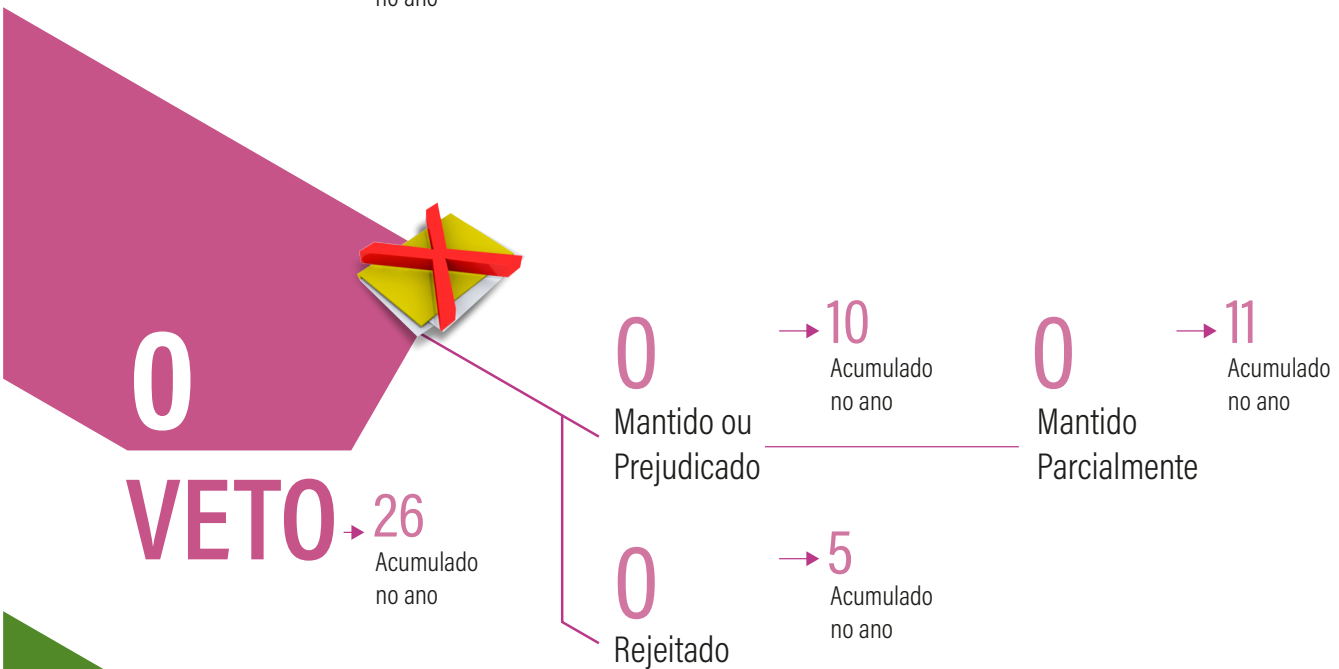 no ano
0
VETO
26
Acumulado
no ano
0
Mantido ou
Prejudicado
10
Acumulado
no ano
0
Mantido
Parcialmente
11
Acumulado
no ano
0
Rejeitado
5
Acumulado
no ano